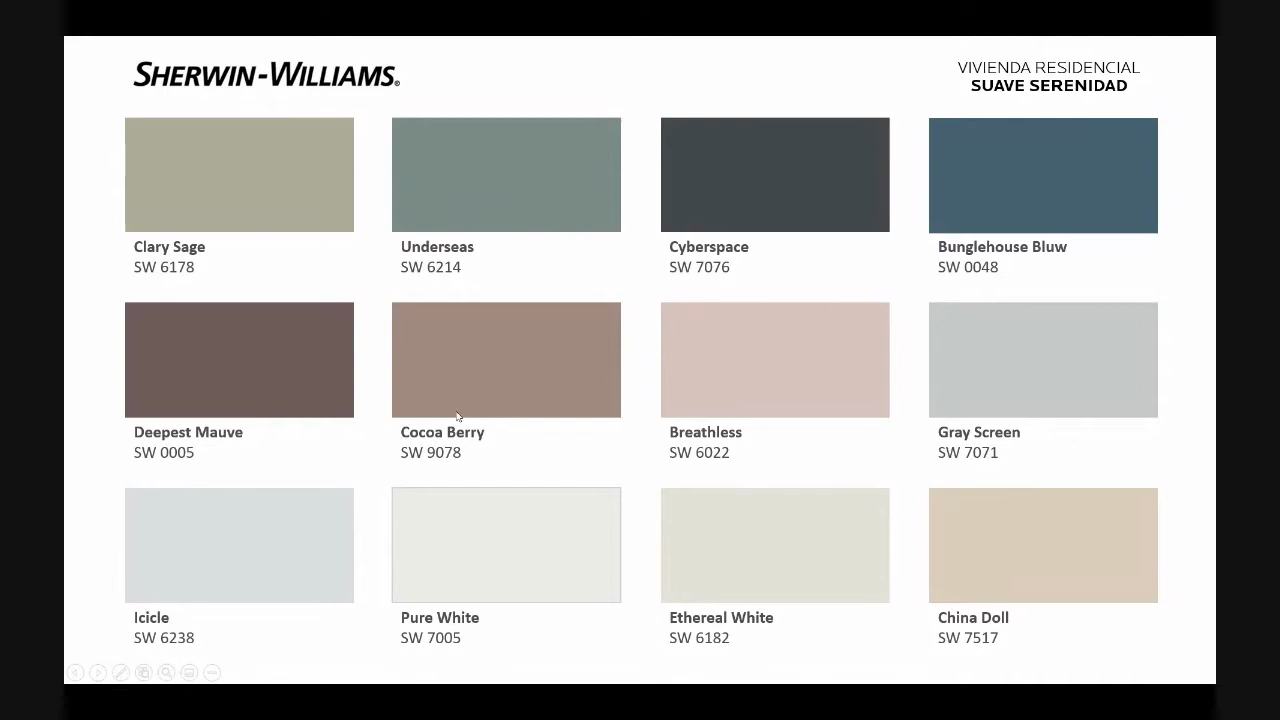 SHERWIN-WILLIAMS®
VIVIENDA RESIDENCIAL
SUAVE SERENIDAD
Clary Sage
SW 6178
Underseas
SW 6214
Cyberspace
SW 7076
Bunglehouse Bluw
SW 0048
Deepest Mauve
SW 0005
Cocoa Berry
SW 9078
Breathless
SW 6022
Gray Screen
SW 7071
Icicle
SW 6238
Pure White
SW 7005
Ethereal White
SW 6182
China Doll
SW 7517